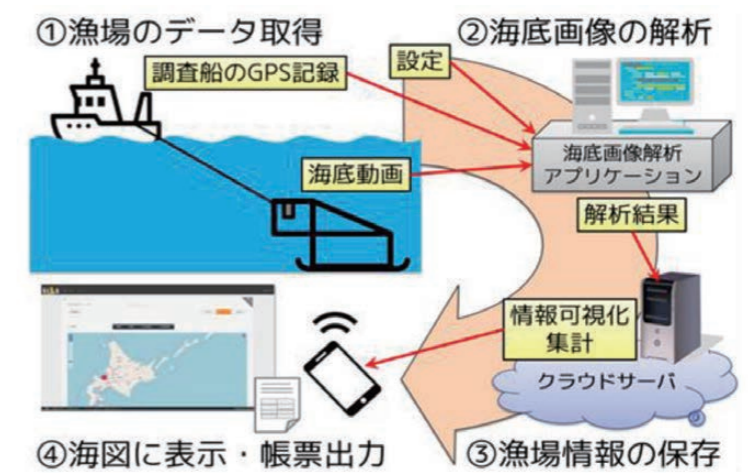 ①漁場のデータ取得
調査船のGPS記録
海底動画
設定
②海底画像の解析
海底画像解析
アプリケーション
解析結果
情報可視化
集計
クラウドサーバ
③漁場情報の保存
④海図に表示・帳票出力